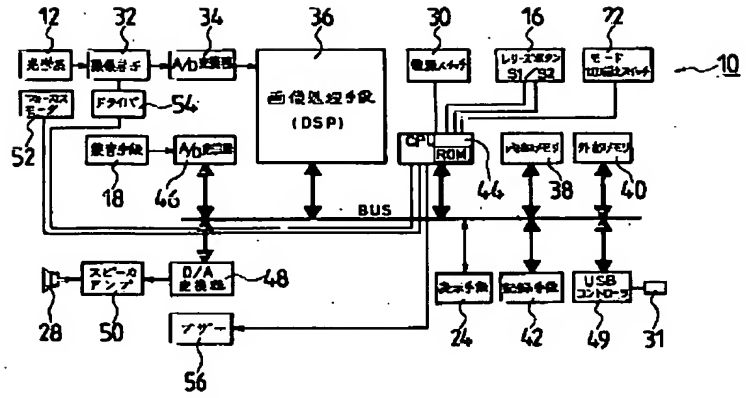 12
32
34
36
30
16
22
10
光学系
撮像素子
A/D変換器
画像処理手段
(DSP)
電源スイッチ
レリーズボタン
S1 S2
モード
切替スイッチ
フォーカス
モータ
ドライバ
54
52
録音手段
A/D変換器
18
46
CP
ROM
44
内部メモリ
38
外部メモリ
40
BUS
スピーカ
アンプ
D/A
変換器
48
28
50
ブザー
56
表示手段
24
記録手段
42
USB
コントローラ
49
31